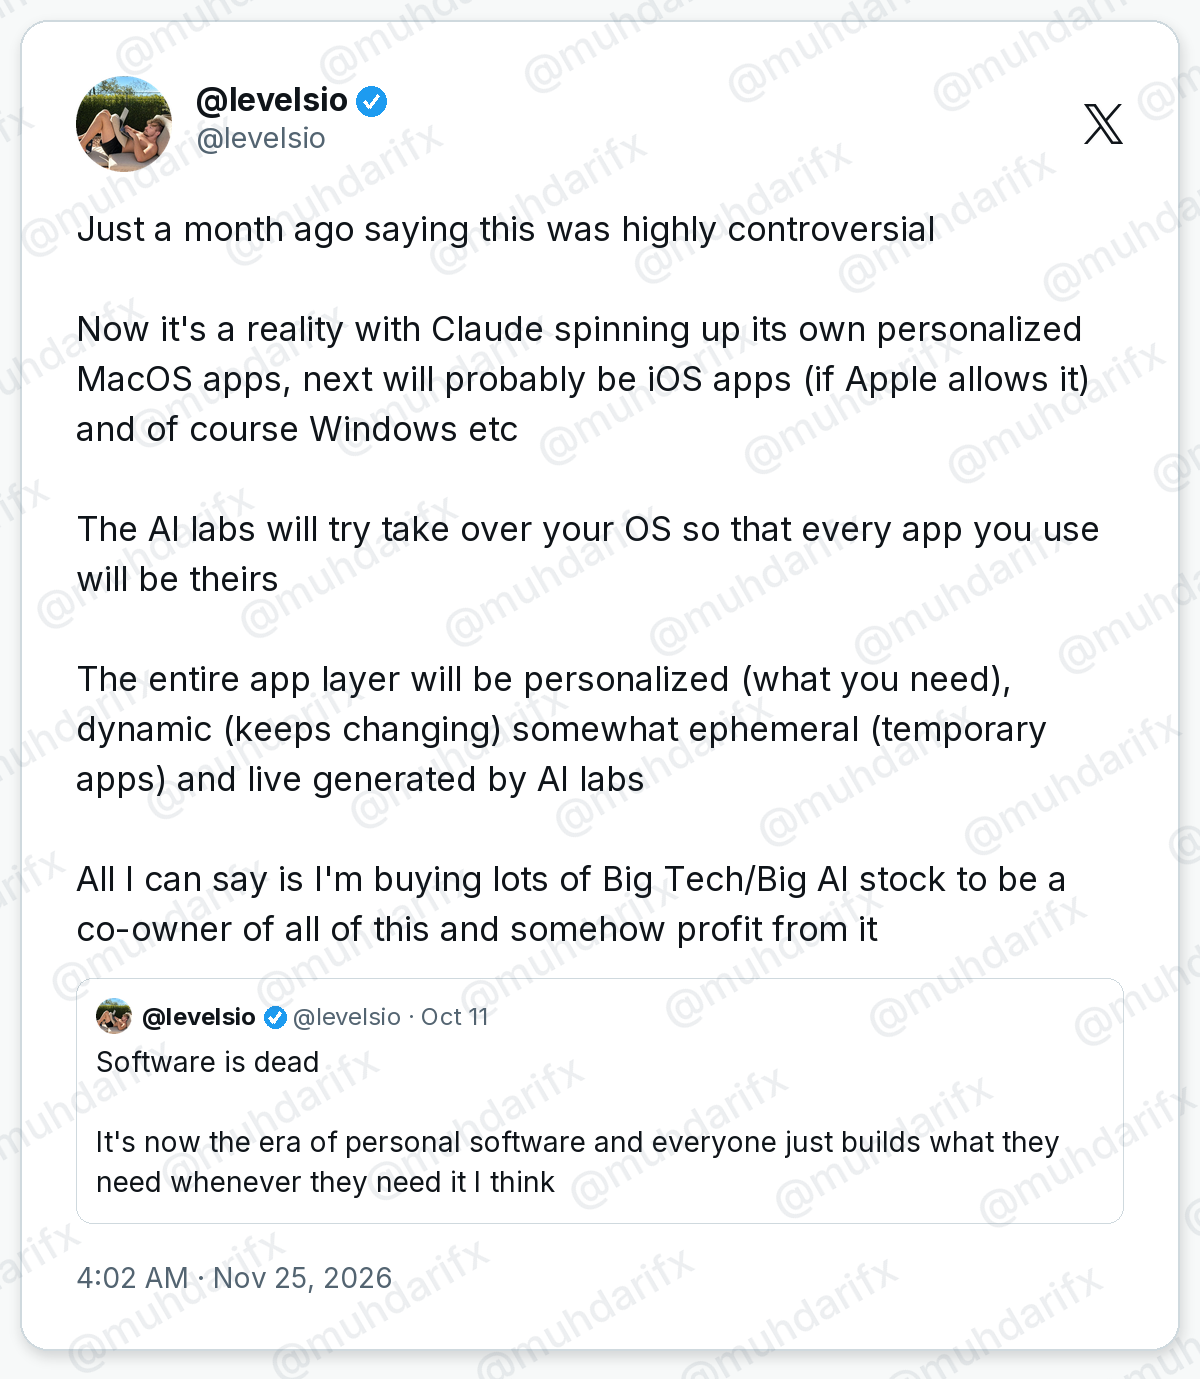 @levelsio
@levelsio
Just a month ago saying this was highly controversial
Now it's a reality with Claude spinning up its own personalized
MacOS apps, next will probably be iOS apps (if Apple allows it)
and of course Windows etc
The AI labs will try take over your OS so that every app you use
will be theirs
The entire app layer will be personalized (what you need),
dynamic (keeps changing) somewhat ephemeral (temporary
apps) and live generated by AI labs
All I can say is I'm buying lots of Big Tech/Big AI stock to be a
co-owner of all of this and somehow profit from it
@levelsio @levelsio · Oct 11
Software is dead
It's now the era of personal software and everyone just builds what they
need whenever they need it I think
4:02 AM · Nov 25, 2026
@muhdarifx